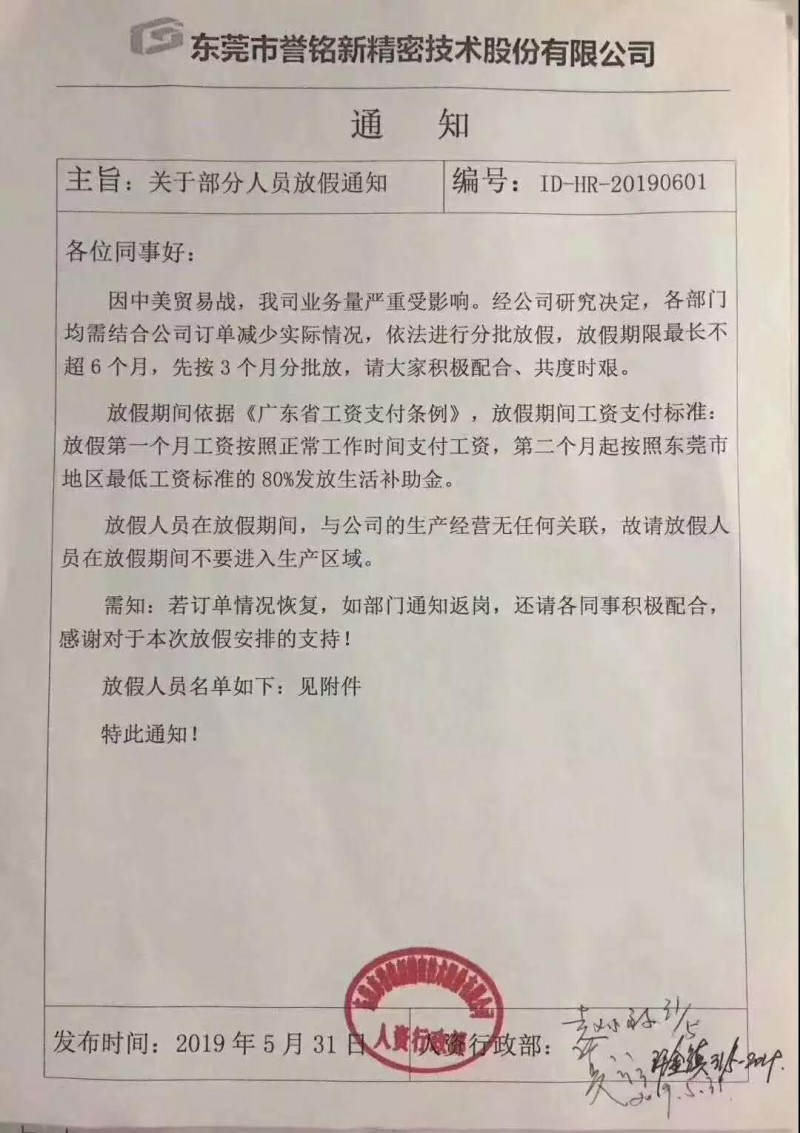 东莞市誉铭新精密技术股份有限公司
通 知
主旨：关于部分人员放假通知
编号：ID-HR-20190601
各位同事好：
因中美贸易战，我司业务量严重受影响。经公司研究决定，各部门
均需结合公司订单减少实际情况，依法进行分批放假，放假期限最长不
超6个月，先按3个月分批放，请大家积极配合、共度时艰。
放假期间依据《广东省工资支付条例》，放假期间工资支付标准：
放假第一个月工资按照正常工作时间支付工资，第二个月起按照东莞市
地区最低工资标准的80%发放生活补助金。
放假人员在放假期间，与公司的生产经营无任何关联，故请放假人
员在放假期间不要进入生产区域。
需知：若订单情况恢复，如部门通知返岗，还请各同事积极配合，
感谢对于本次放假安排的支持！
放假人员名单如下：见附件
特此通知！
发布时间：2019年5月31日
人资行政部：
人资行政部
31/5
31/5-2019.
2019.5.31